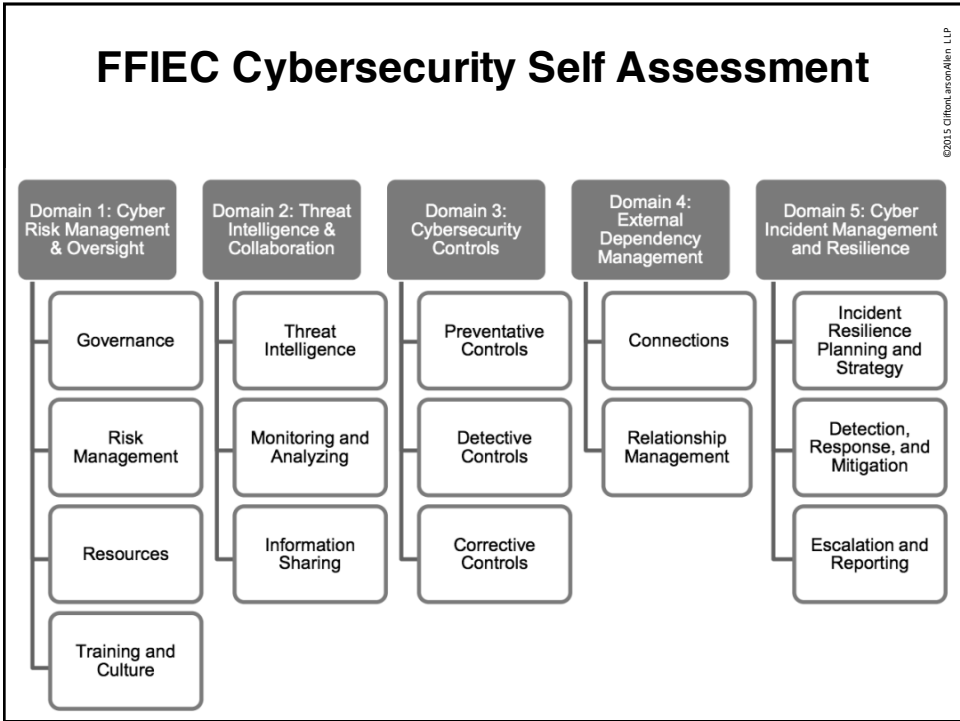 FFIEC Cybersecurity Self Assessment
©2015 CliftonLarsonAllen LLP
Domain 1: Cyber
Risk Management
& Oversight
Governance
Risk
Management
Resources
Training and
Culture
Domain 2: Threat
Intelligence &
Collaboration
Threat
Intelligence
Monitoring and
Analyzing
Information
Sharing
Domain 3:
Cybersecurity
Controls
Preventative
Controls
Detective
Controls
Corrective
Controls
Domain 4:
External
Dependency
Management
Connections
Relationship
Management
Domain 5: Cyber
Incident Management
and Resilience
Incident
Resilience
Planning and
Strategy
Detection,
Response, and
Mitigation
Escalation and
Reporting